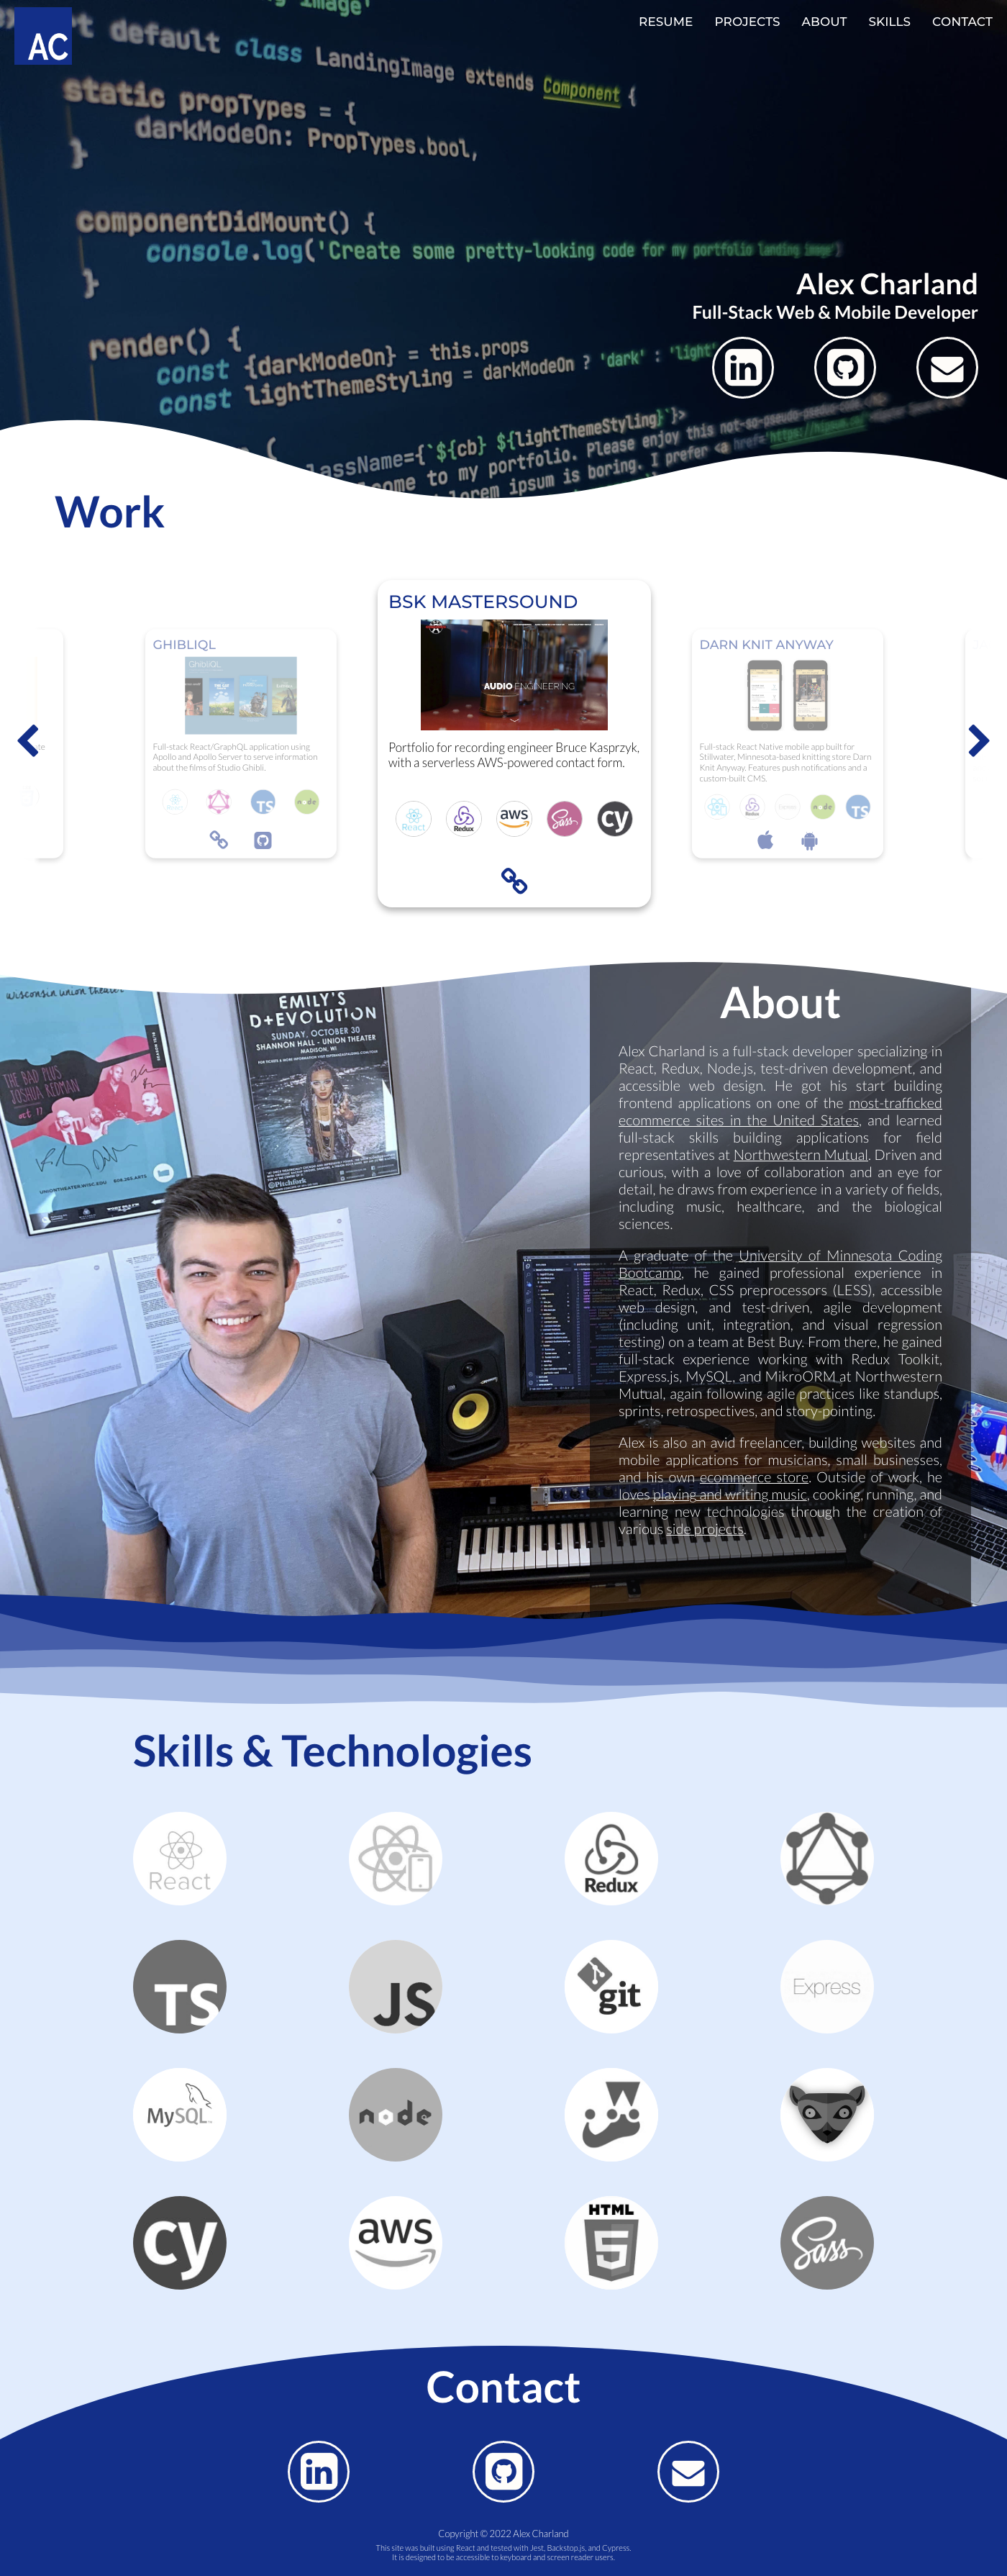 AC
RESUME PROJECTS ABOUT SKILLS CONTACT
default class LandingImage extends Component {
static propTypes = {
darkModeOn: PropTypes.bool,
}
componentDidMount() {
console.log('Create some pretty-looking code for my portfolio landing image')
}
Alex Charland
Full-Stack Web & Mobile Developer
render() {
const {darkModeOn} = this.props
const lightThemeStyling = darkModeOn ? 'dark' : 'light'
className={`${cb} ${lightThemeStyling}`}>
to my portfolio. Please enjoy this not-so-pseudo
lorem ipsum is boring. I prefer <a href='https://hipsum.co/
Work
GHIBLIQL
GhibliQL
Full-stack React/GraphQL application using
Apollo and Apollo Server to serve information
about the films of Studio Ghibli.
TS
node
BSK MASTERSOUND
AUDIO ENGINEERING
Portfolio for recording engineer Bruce Kasprzyk,
with a serverless AWS-powered contact form.
React
Redux
aws
Sass
cy
DARN KNIT ANYWAY
Full-stack React Native mobile app built for
Stillwater, Minnesota-based knitting store Darn
Knit Anyway. Features push notifications and a
custom-built CMS.
Redux
node
TS
wisconsin union theater
THE BAD PLUS
JOSHUA REDMAN
oct 17
UNIONTHEATER.WISC.EDU
EMILY'S
D+EVOLUTION
SUNDAY, OCTOBER 30
SHANNON HALL - UNION THEATER
MADISON, WI
Pitchfork
About
Alex Charland is a full-stack developer specializing in
React, Redux, Node.js, test-driven development, and
accessible web design. He got his start building
frontend applications on one of the most-trafficked
ecommerce sites in the United States, and learned
full-stack skills building applications for field
representatives at Northwestern Mutual. Driven and
curious, with a love of collaboration and an eye for
detail, he draws from experience in a variety of fields,
including music, healthcare, and the biological
sciences.
A graduate of the University of Minnesota Coding
Bootcamp, he gained professional experience in
React, Redux, CSS preprocessors (LESS), accessible
web design, and test-driven, agile development
(including unit, integration, and visual regression
testing) on a team at Best Buy. From there, he gained
full-stack experience working with Redux Toolkit,
Express.js, MySQL, and MikroORM at Northwestern
Mutual, again following agile practices like standups,
sprints, retrospectives, and story-pointing.
Alex is also an avid freelancer, building websites and
mobile applications for musicians, small businesses,
and his own ecommerce store. Outside of work, he
loves playing and writing music, cooking, running, and
learning new technologies through the creation of
various side projects.
Skills & Technologies
React
Redux
TS
JS
git
Express
MySQL
node
cy
aws
HTML
5
Sass
Contact
in
Copyright © 2022 Alex Charland
This site was built using React and tested with Jest, Backstop.js, and Cypress.
It is designed to be accessible to keyboard and screen reader users.